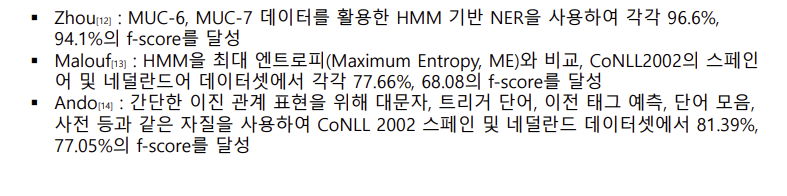 ▪ Zhou[12] : MUC-6, MUC-7 데이터를 활용한 HMM 기반 NER을 사용하여 각각 96.6%,
94.1%의 f-score를 달성
▪ Malouf[13] : HMM을 최대 엔트로피(Maximum Entropy, ME)와 비교, CoNLL2002의 스페인
어 및 네덜란드어 데이터셋에서 각각 77.66%, 68.08의 f-score를 달성
▪ Ando[14] : 간단한 이진 관계 표현을 위해 대문자, 트리거 단어, 이전 태그 예측, 단어 모음,
사전 등과 같은 자질을 사용하여 CoNLL 2002 스페인 및 네덜란드 데이터셋에서 81.39%,
77.05%의 f-score를 달성